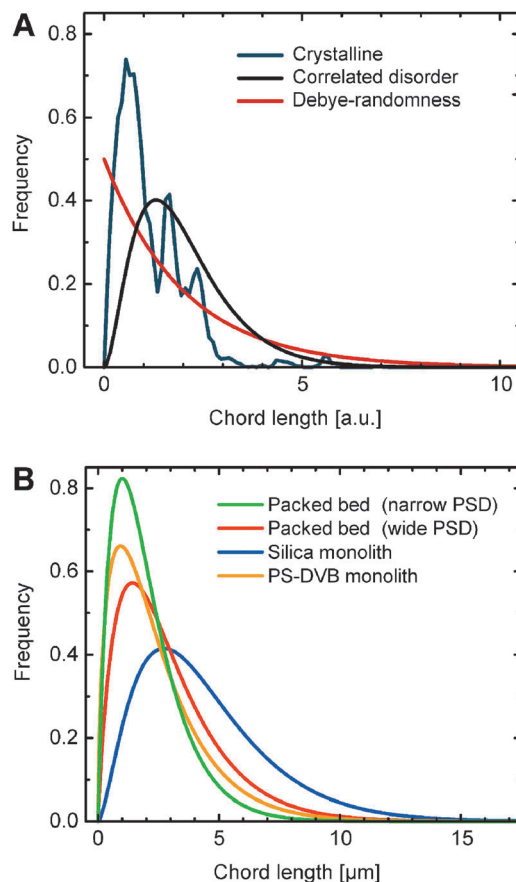 A
0.8
0.6
0.4
0.2
0.0
Frequency
Crystalline
Correlated disorder
Debye-randomness
0
5
10
Chord length [a.u.]
B
0.8
0.6
0.4
0.2
0.0
Frequency
Packed bed (narrow PSD)
Packed bed (wide PSD)
Silica monolith
PS-DVB monolith
0
5
10
15
Chord length [µm]